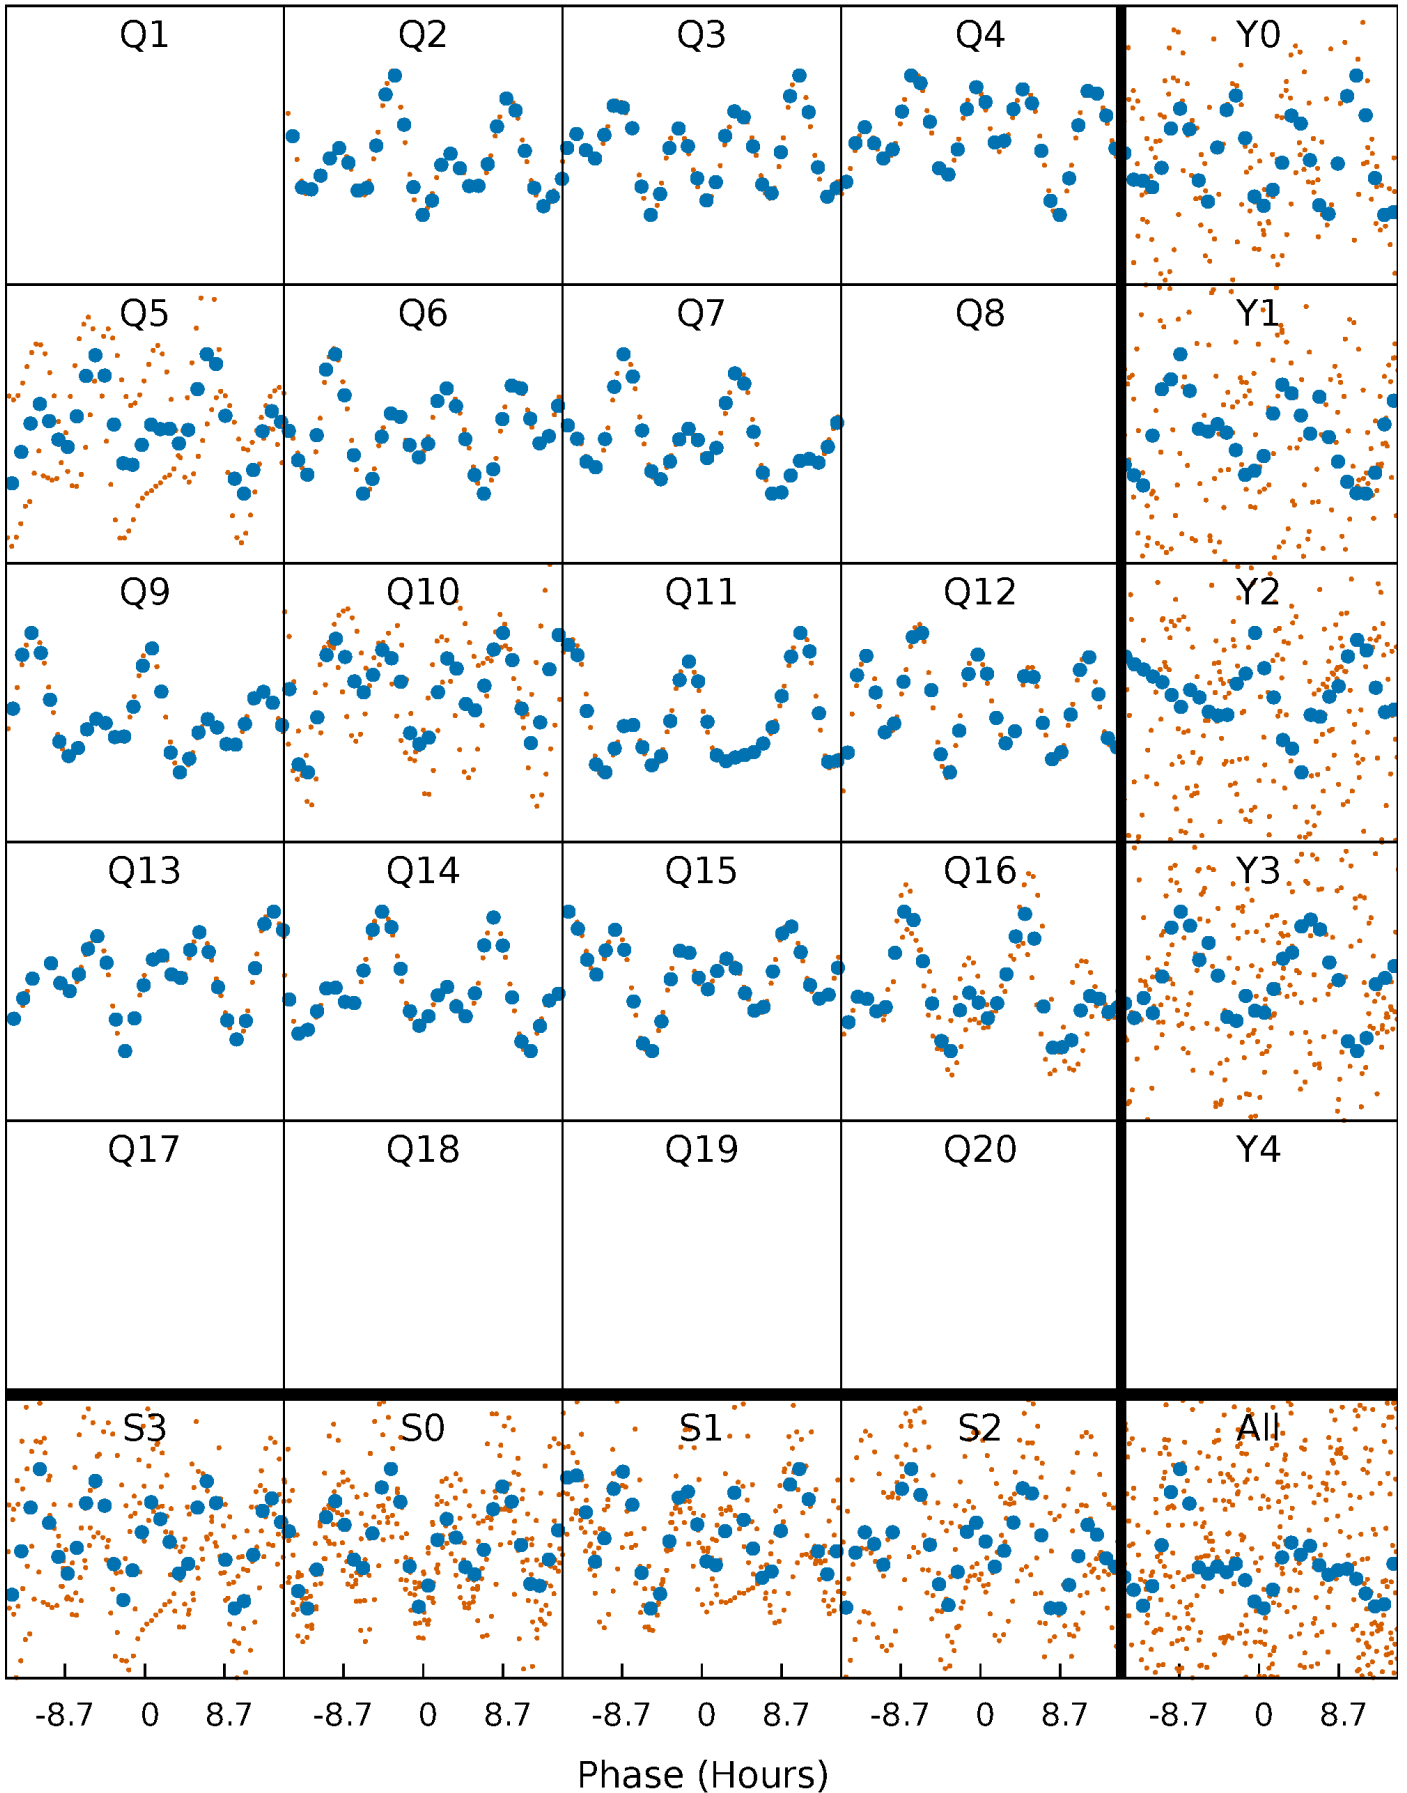 Q1 Q2 Q3 Q4 Y0
Q5 Q6 Q7 Q8 Y1
Q9 Q10 Q11 Q12 Y2
Q13 Q14 Q15 Q16 Y3
Q17 Q18 Q19 Q20 Y4
S3 S0 S1 S2 All
-8.7 0 8.7 -8.7 0 8.7 -8.7 0 8.7 -8.7 0 8.7 -8.7 0 8.7
Phase (Hours)